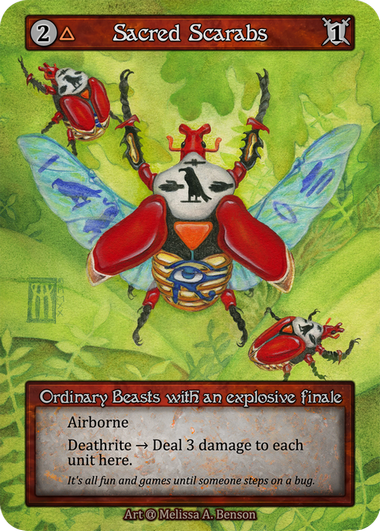 2 Sacred Scarabs 1
Ordinary Beasts with an explosive finale
Airborne
Deathrite → Deal 3 damage to each
unit here.
It's all fun and games until someone steps on a bug.
Art @ Melissa A. Benson